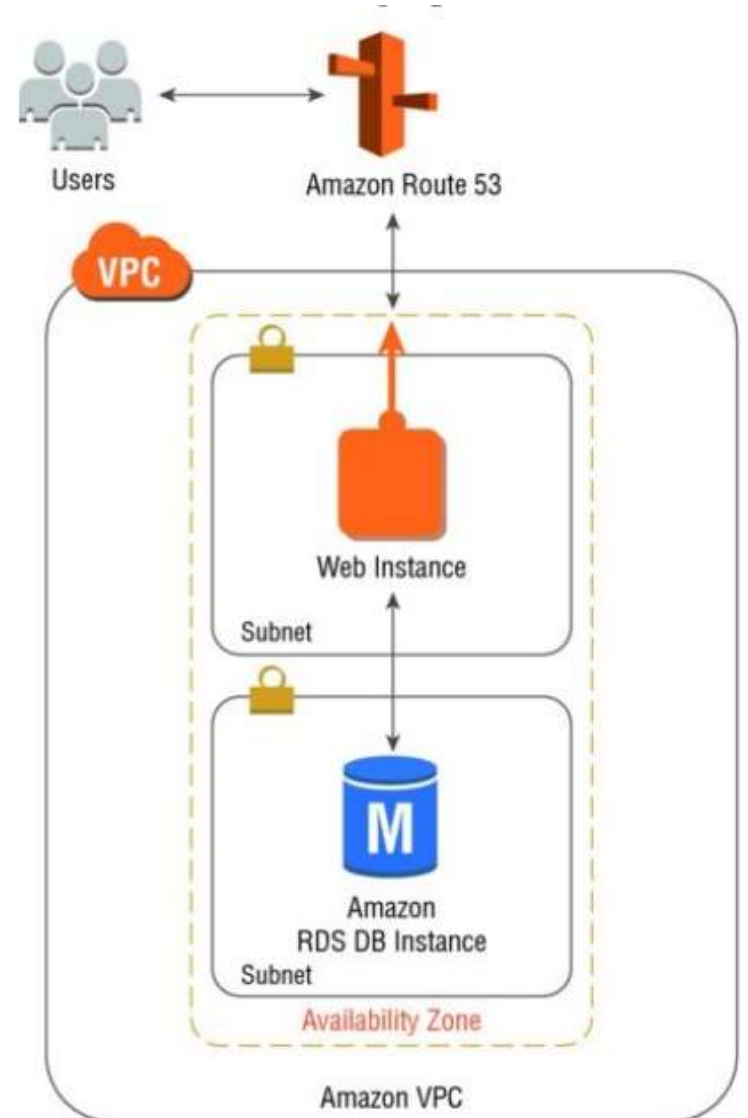 Users
Amazon Route 53
VPC
Web Instance
Subnet
M
Amazon
RDS DB Instance
Subnet
Availability Zone
Amazon VPC